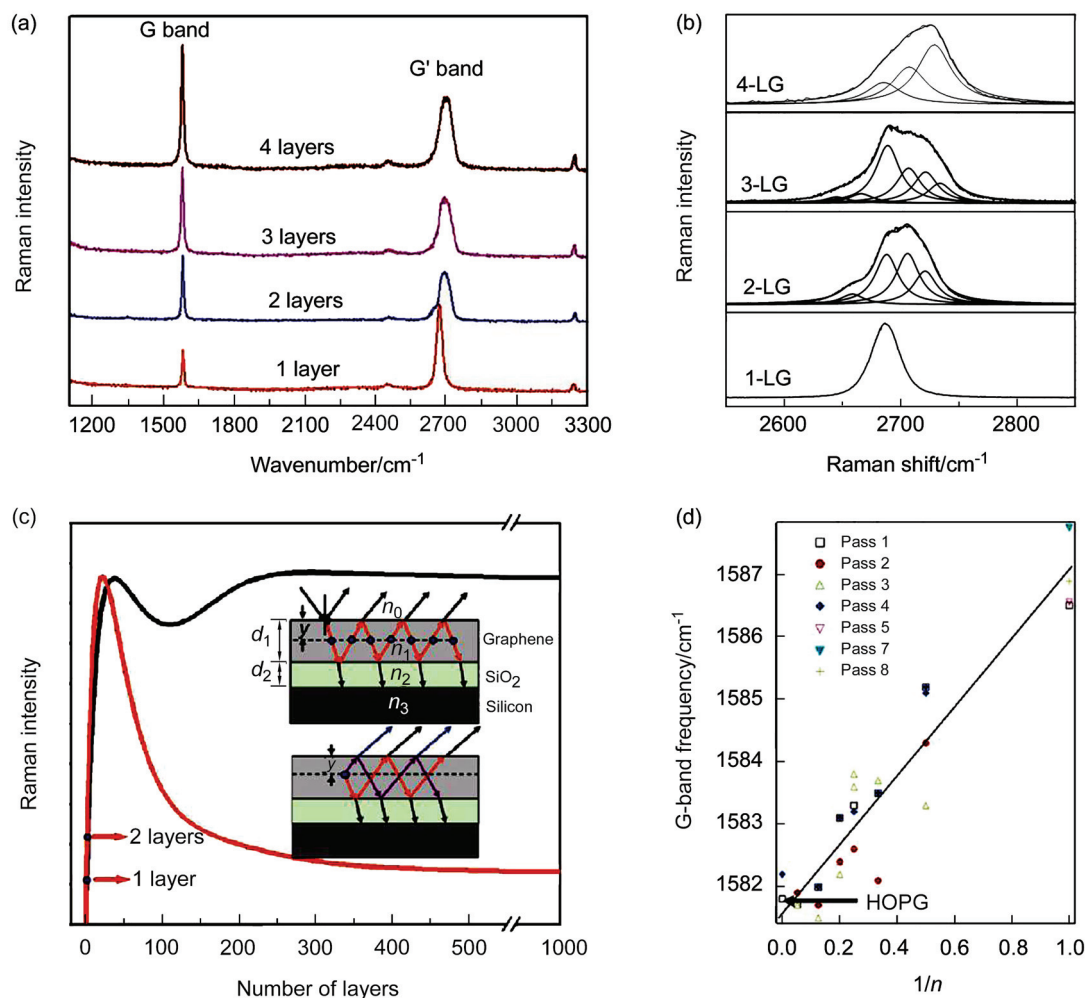 (a)
G band
G' band
4 layers
3 layers
2 layers
1 layer
Raman intensity
1200 1500 1800 2100 2400 2700 3000 3300
Wavenumber/cm⁻¹
(b)
4-LG
3-LG
2-LG
1-LG
Raman intensity
2600 2700 2800
Raman shift/cm⁻¹
(c)
Raman intensity
2 layers
1 layer
n₀
y
d₁
n₁
Graphene
d₂
n₂
SiO₂
n₃
Silicon
y
0 80 160 240 320 400 480 1000
Number of layers
(d)
G-band frequency/cm⁻¹
1587
1586
1585
1584
1583
1582
Pass 1
Pass 2
Pass 3
Pass 4
Pass 5
Pass 7
Pass 8
HOPG
0.0 0.2 0.4 0.6 0.8 1.0
1/n